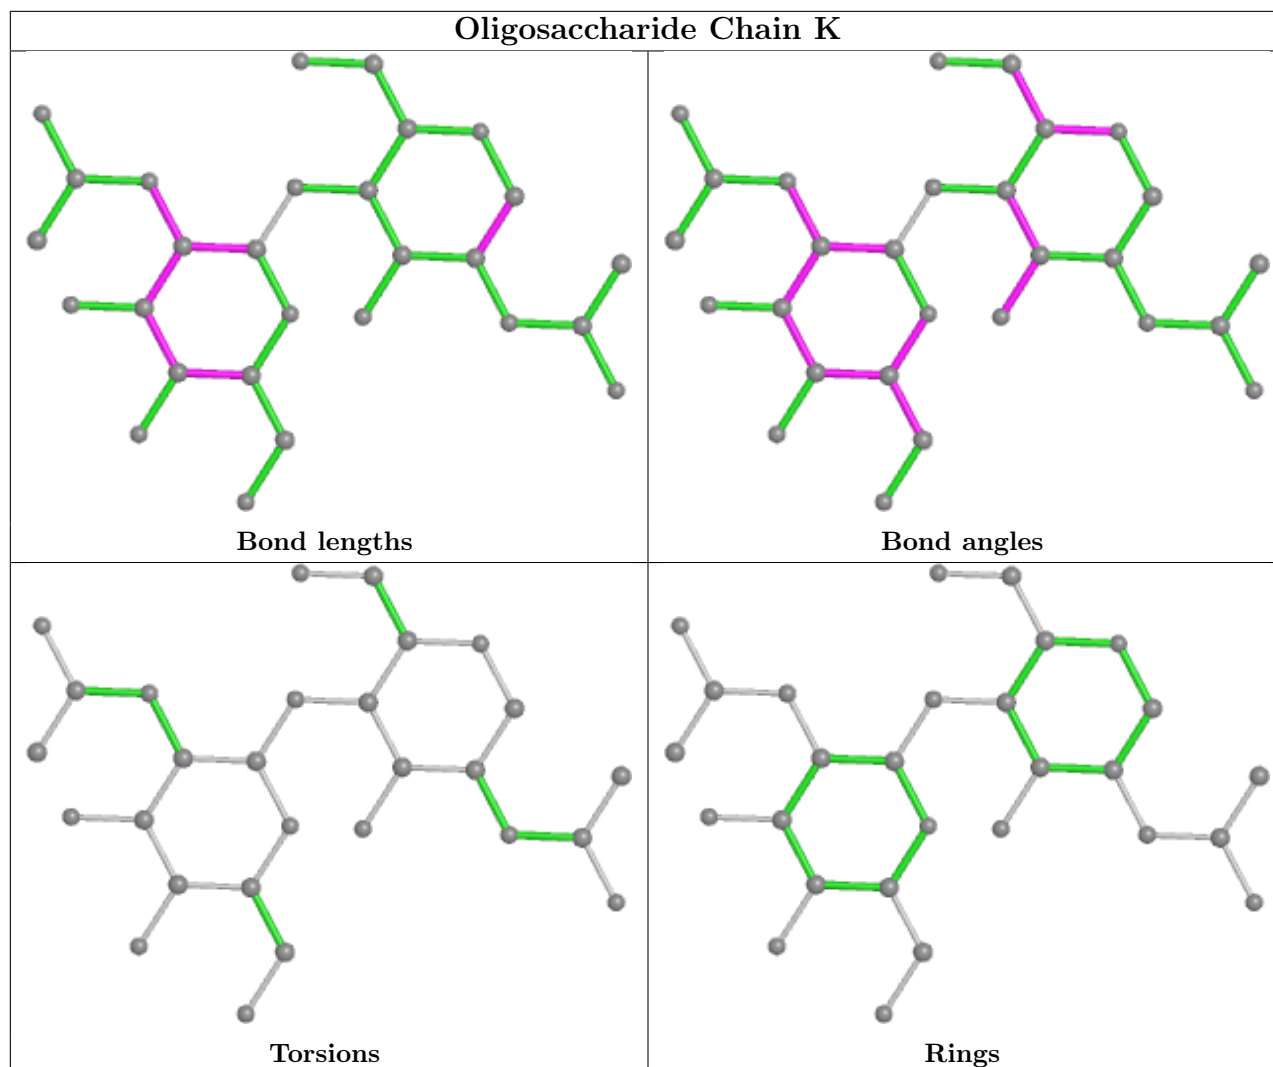 Oligosaccharide Chain K
Bond lengths
Bond angles
Torsions
Rings